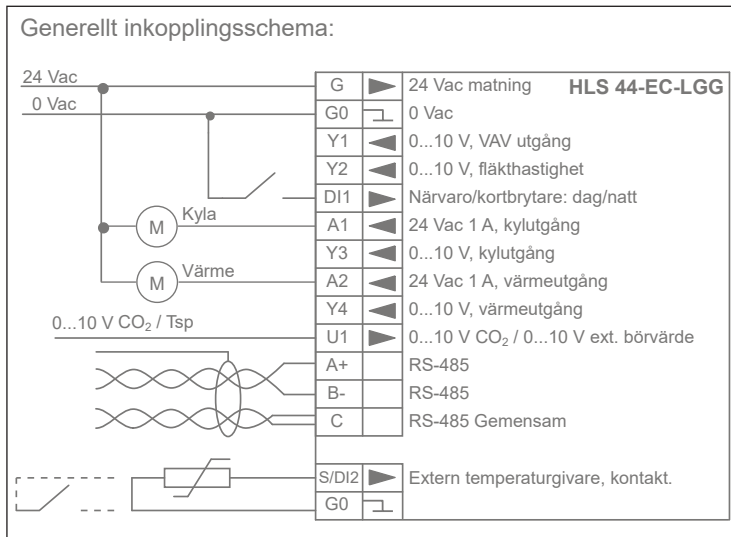 Generellt inkopplingsschema:
24 Vac G 24 Vac matning HLS 44-EC-LGG
0 Vac G0 0 Vac
Y1 0...10 V, VAV utgång
Y2 0...10 V, fläkthastighet
DI1 Närvaro/kortbrytare: dag/natt
M Kyla A1 24 Vac 1 A, kylutgång
Y3 0...10 V, kylutgång
M Värme A2 24 Vac 1 A, värmeutgång
Y4 0...10 V, värmeutgång
0...10 V CO₂ / Tsp U1 0...10 V CO₂ / 0...10 V ext. börvärde
A+ RS-485
B- RS-485
C RS-485 Gemensam
S/DI2 Extern temperaturgivare, kontakt.
G0